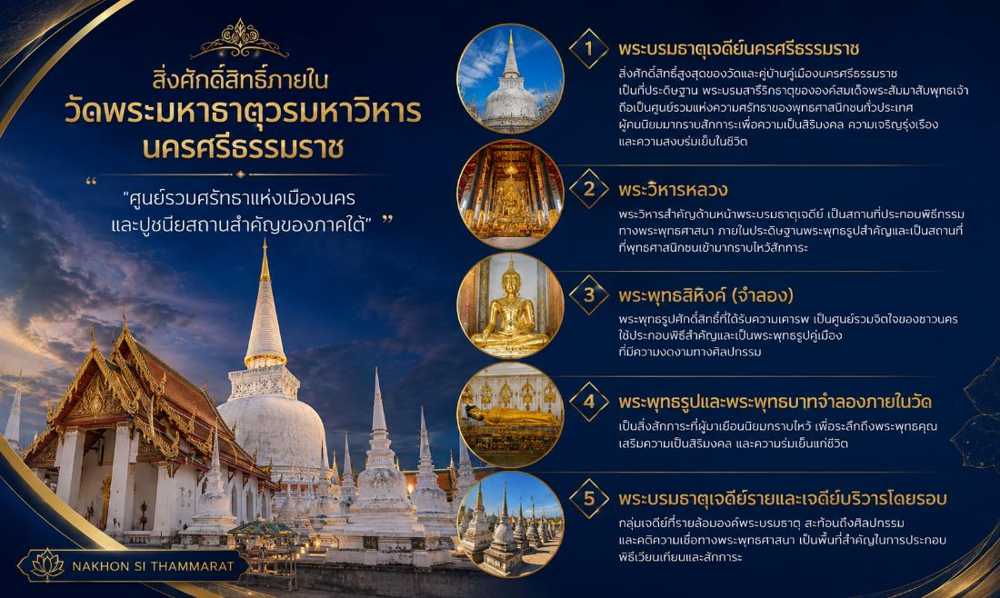 สิ่งศักดิ์สิทธิ์ภายใน
วัดพระมหาธาตุวรมหาวิหาร
นครศรีธรรมราช
“
“ศูนย์รวมศรัทธาแห่งเมืองนคร
และปูชนียสถานสำคัญของภาคใต้” ”
NAKHON SI THAMMARAT
1 พระบรมธาตุเจดีย์นครศรีธรรมราช
สิ่งศักดิ์สิทธิ์สูงสุดของวัดและคู่บ้านคู่เมืองนครศรีธรรมราช
เป็นที่ประดิษฐาน พระบรมสารีริกธาตุขององค์สมเด็จพระสัมมาสัมพุทธเจ้า
ถือเป็นศูนย์รวมแห่งความศรัทธาของพุทธศาสนิกชนทั่วประเทศ
ผู้คนนิยมมากราบสักการะเพื่อความเป็นสิริมงคล ความเจริญรุ่งเรือง
และความสงบร่มเย็นในชีวิต
2 พระวิหารหลวง
พระวิหารสำคัญด้านหน้าพระบรมธาตุเจดีย์ เป็นสถานที่ประกอบพิธีกรรม
ทางพระพุทธศาสนา ภายในประดิษฐานพระพุทธรูปสำคัญและเป็นสถานที่
ที่พุทธศาสนิกชนเข้ามากราบไหว้สักการะ
3 พระพุทธสิหิงค์ (จำลอง)
พระพุทธรูปศักดิ์สิทธิ์ที่ได้รับความเคารพ เป็นศูนย์รวมจิตใจของชาวนคร
ใช้ประกอบพิธีสำคัญและเป็นพระพุทธรูปคู่เมือง
ที่มีความงดงามทางศิลปกรรม
4 พระพุทธรูปและพระพุทธบาทจำลองภายในวัด
เป็นสิ่งสักการะที่ผู้มาเยือนนิยมกราบไหว้ เพื่อระลึกถึงพระพุทธคุณ
เสริมความเป็นสิริมงคล และความร่มเย็นแก่ชีวิต
5 พระบรมธาตุเจดีย์รายและเจดีย์บริวารโดยรอบ
กลุ่มเจดีย์ที่รายล้อมองค์พระบรมธาตุ สะท้อนถึงศิลปกรรม
และคติความเชื่อทางพระพุทธศาสนา เป็นพื้นที่สำคัญในการประกอบ
พิธีเวียนเทียนและสักการะ